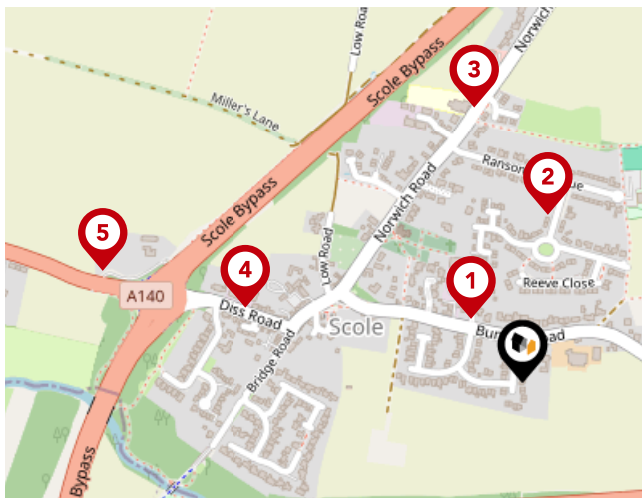 Low Road
Norwich
Scole Bypass
3
Miller's Lane
Norwich Road
2
Scole Bypass
5
Low Road
4
1
Reeve Close
A140
Diss Road
Scole
Bridge Road
Bypass